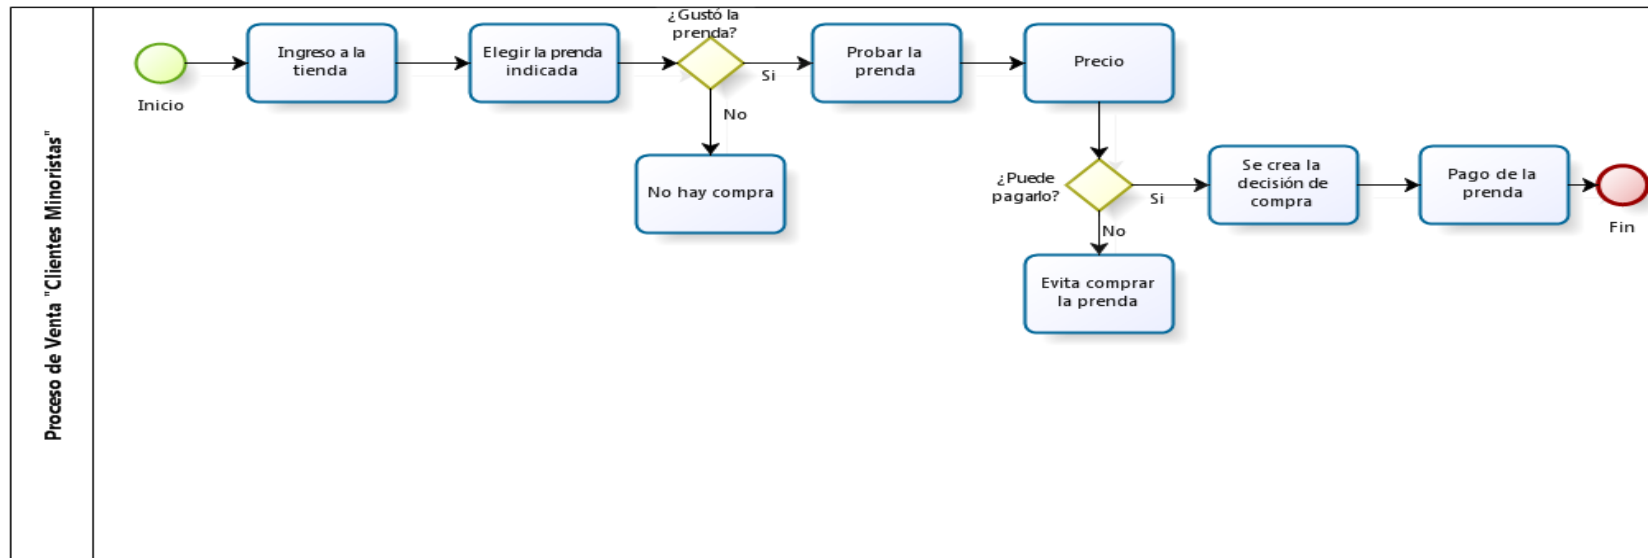 Proceso de Venta "Clientes Minoristas"
Inicio
Ingreso a la
tienda
Elegir la prenda
indicada
¿Gustó la
prenda?
Si
No
No hay compra
Probar la
prenda
Precio
¿Puede
pagarlo?
Si
No
Evita comprar
la prenda
Se crea la
decisión de
compra
Pago de la
prenda
Fin